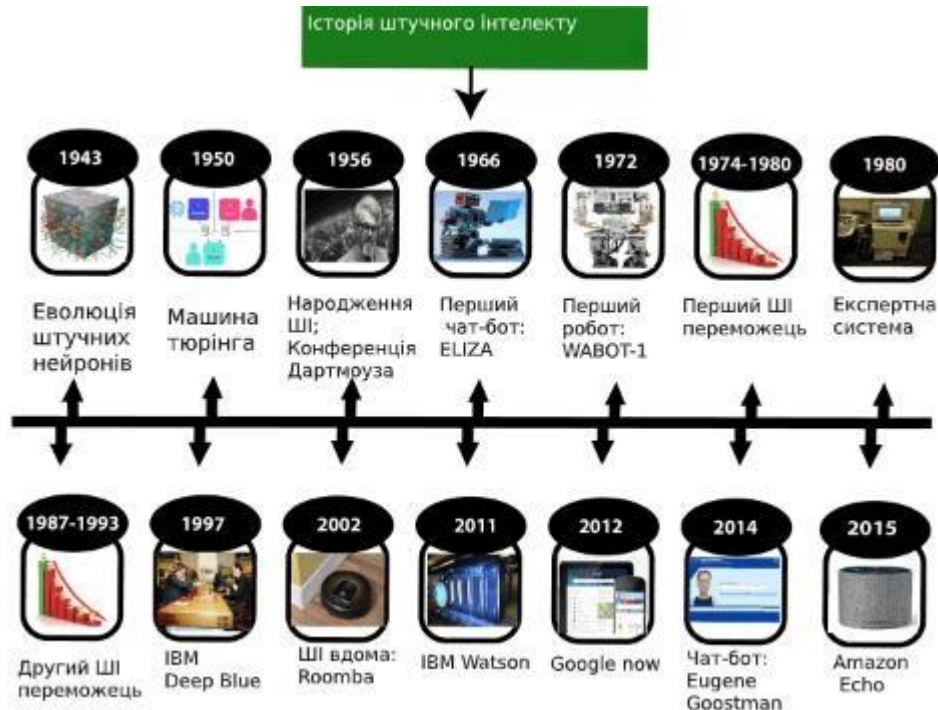 Історія штучного інтелекту
1943
1950
1956
1966
1972
1974-1980
1980
Еволюція
штучних
нейронів
Машина
тюрінга
Народження
ШІ;
Конференція
Дартмоуза
Перший
чат-бот:
ELIZA
Перший
робот:
WABOT-1
Перший ШІ
переможець
Експертна
система
1987-1993
1997
2002
2011
2012
2014
2015
Другий ШІ
переможець
IBM
Deep Blue
ШІ вдома:
Roomba
IBM Watson
Google now
Чат-бот:
Eugene
Goostman
Amazon
Echo